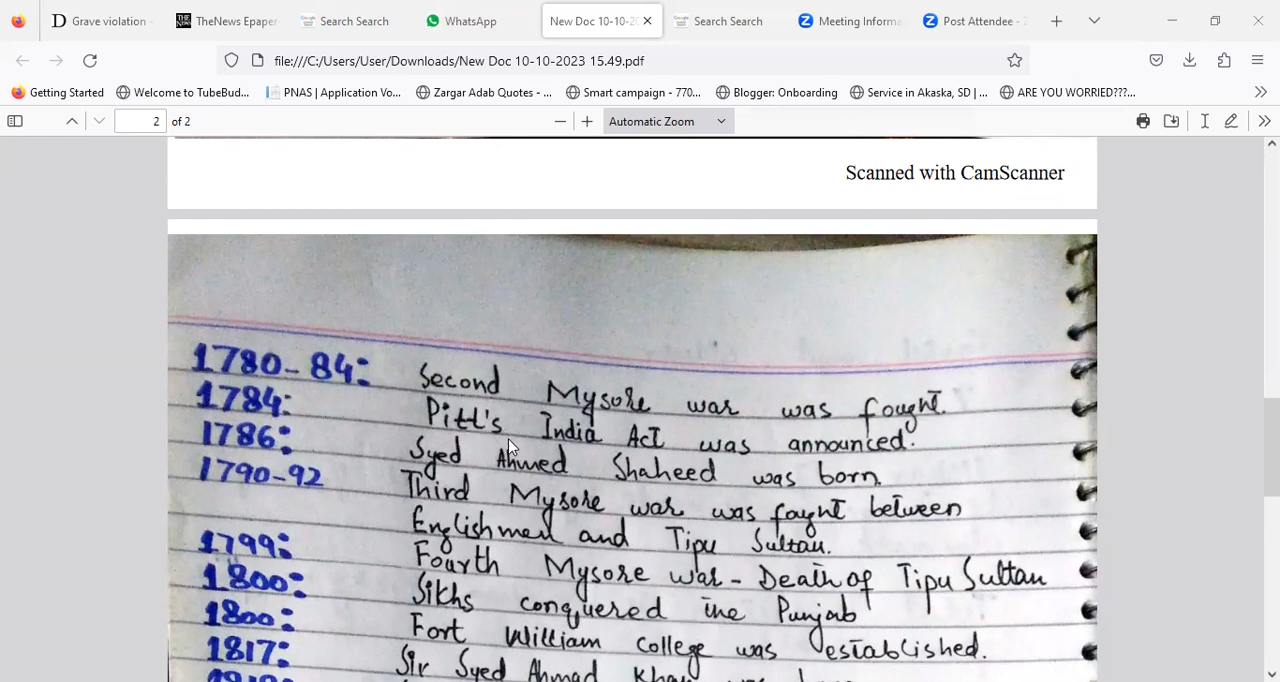 Grave violation
TheNews Epaper
Search Search
WhatsApp
New Doc 10-10-20
Search Search
Meeting Informa
Post Attendee - 2
file:///C:/Users/User/Downloads/New Doc 10-10-2023 15.49.pdf
Getting Started
Welcome to TubeBud...
PNAS | Application Vo...
Zargar Adab Quotes - ...
Smart campaign - 770...
Blogger: Onboarding
Service in Akaska, SD | ...
ARE YOU WORRIED???...
2 of 2
Automatic Zoom
Scanned with CamScanner
1780-84: Second Mysore war was fought.
1784: Pitt's India Act was announced.
1786: Syed Ahmed Shaheed was born.
1790-92 Third Mysore war was fought between
Englishmen and Tipu Sultan.
1799: Fourth Mysore war - Death of Tipu Sultan
1800: Sikhs conquered the Punjab
1800: Fort William College was established.
1817: Sir Syed Ahmad Khan was